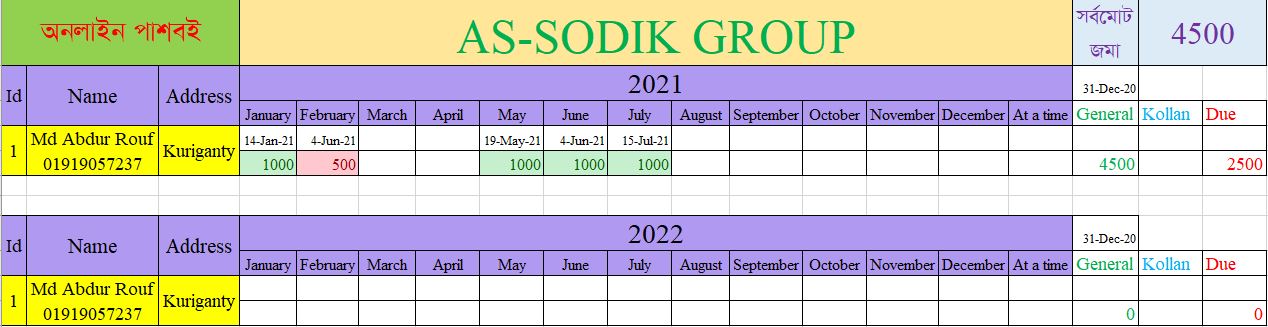 অনলাইন পাশবই AS-SODIK GROUP সর্বমোট জমা 4500
Id Name Address 2021 31-Dec-20
January February March April May June July August September October November December At a time General Kollan Due
1 Md Abdur Rouf Kuriganty 14-Jan-21 4-Jun-21 19-May-21 4-Jun-21 15-Jul-21
01919057237 1000 500 1000 1000 1000 4500 2500
Id Name Address 2022 31-Dec-20
January February March April May June July August September October November December At a time General Kollan Due
1 Md Abdur Rouf Kuriganty
01919057237 0 0